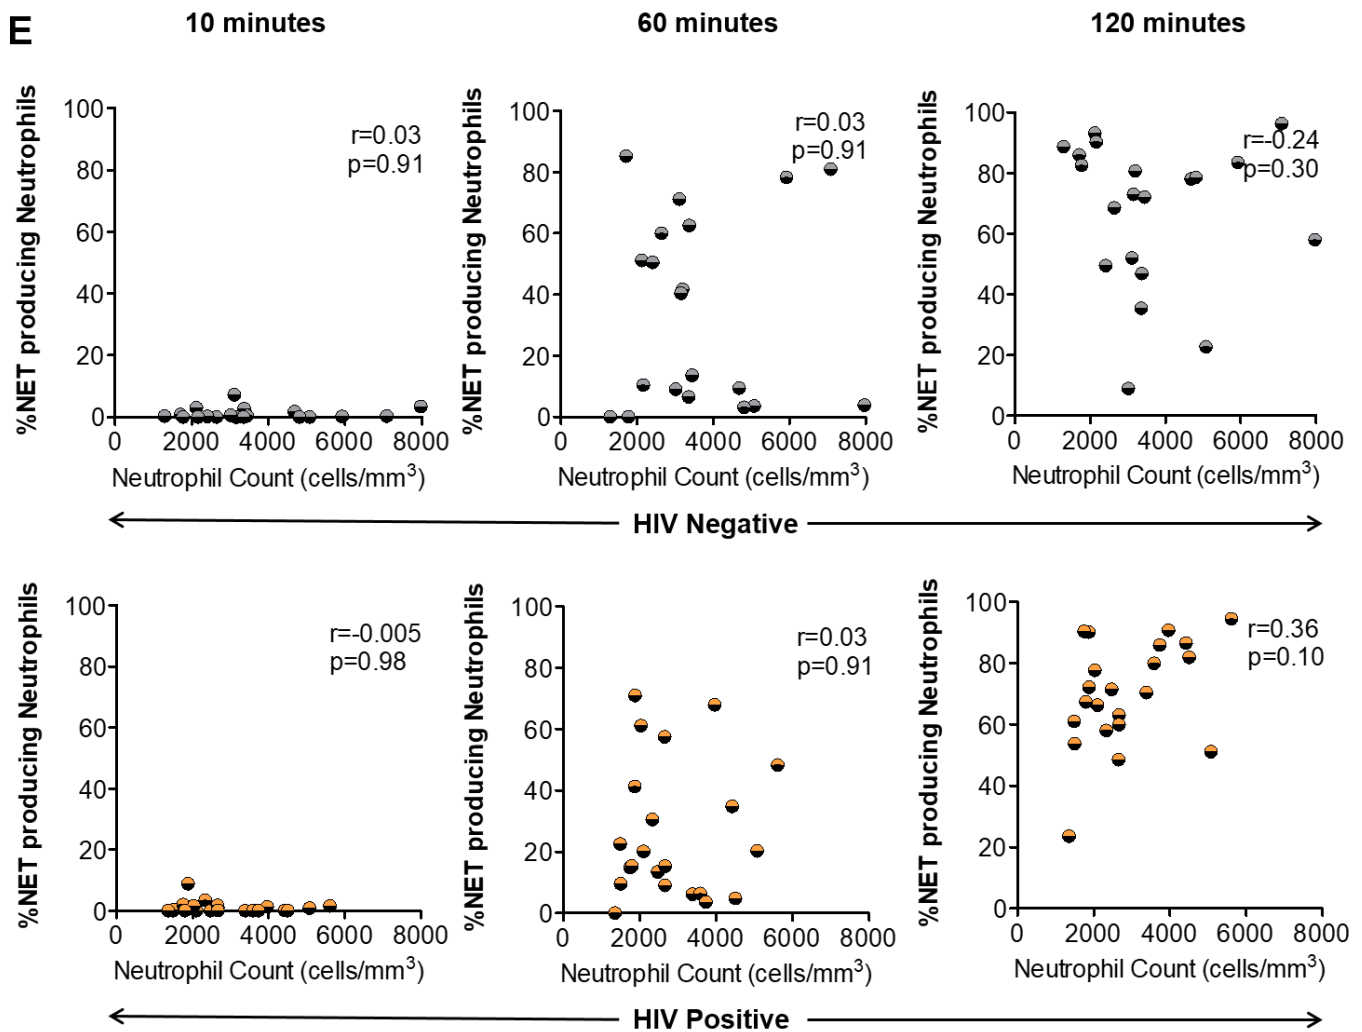 E
10 minutes
60 minutes
120 minutes
%NET producing Neutrophils
100
80
60
40
20
0
r=0.03
p=0.91
0 2000 4000 6000 8000
Neutrophil Count (cells/mm³)
%NET producing Neutrophils
100
80
60
40
20
0
r=0.03
p=0.91
0 2000 4000 6000 8000
Neutrophil Count (cells/mm³)
%NET producing Neutrophils
100
80
60
40
20
0
r=-0.24
p=0.30
0 2000 4000 6000 8000
Neutrophil Count (cells/mm³)
HIV Negative
%NET producing Neutrophils
100
80
60
40
20
0
r=-0.005
p=0.98
0 2000 4000 6000 8000
Neutrophil Count (cells/mm³)
%NET producing Neutrophils
100
80
60
40
20
0
r=0.03
p=0.91
0 2000 4000 6000 8000
Neutrophil Count (cells/mm³)
%NET producing Neutrophils
100
80
60
40
20
0
r=0.36
p=0.10
0 2000 4000 6000 8000
Neutrophil Count (cells/mm³)
HIV Positive